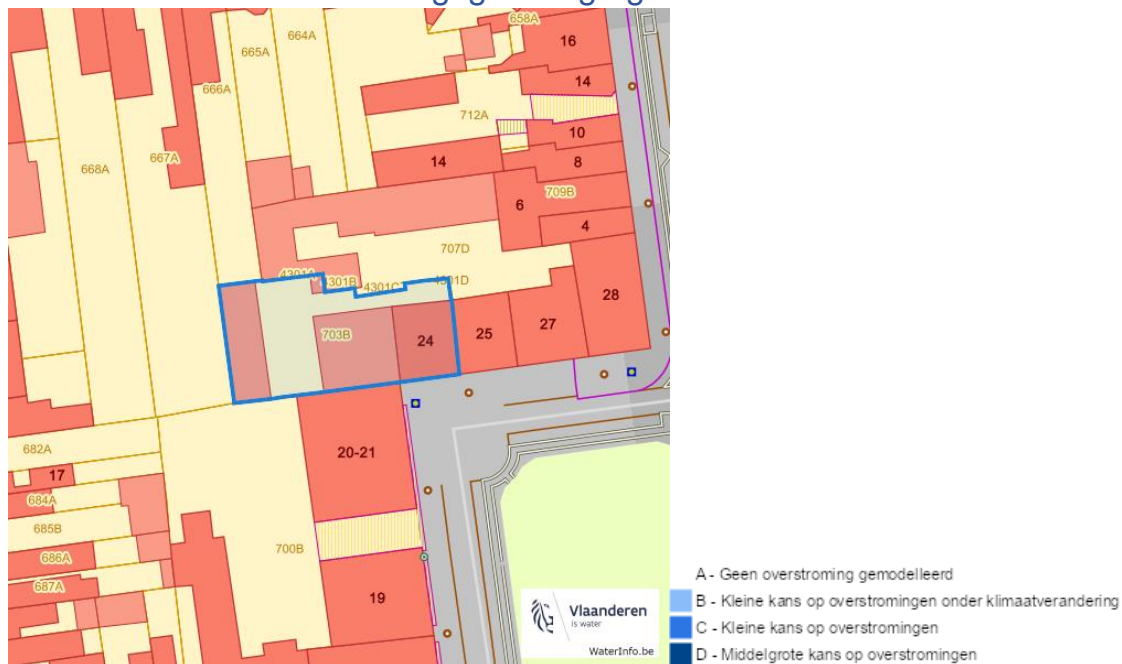 658A
664A
16
665A
14
666A
712A
10
667A
14
8
668A
709B
6
4
707D
4301B
4301C
4301D
28
703B
27
25
24
682A
20-21
17
684A
685B
700B
686A
687A
19
Vlaanderen
is water
WaterInfo.be
A - Geen overstroming gemodelleerd
B - Kleine kans op overstromingen onder klimaatverandering
C - Kleine kans op overstromingen
D - Middelgrote kans op overstromingen